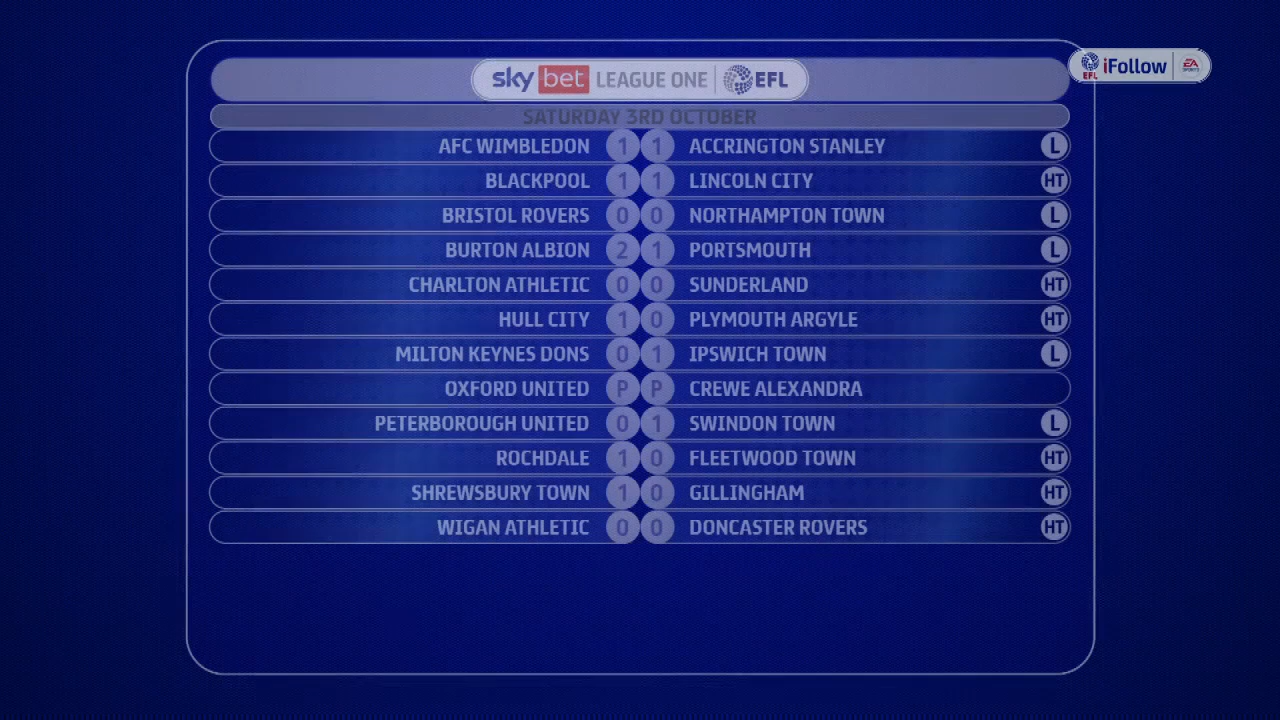 sky bet LEAGUE ONE EFL
EFL iFollow EA SPORTS
SATURDAY 3RD OCTOBER
AFC WIMBLEDON 1 1 ACCRINGTON STANLEY L
BLACKPOOL 1 1 LINCOLN CITY HT
BRISTOL ROVERS 0 0 NORTHAMPTON TOWN L
BURTON ALBION 2 1 PORTSMOUTH L
CHARLTON ATHLETIC 0 0 SUNDERLAND HT
HULL CITY 1 0 PLYMOUTH ARGYLE HT
MILTON KEYNES DONS 0 1 IPSWICH TOWN L
OXFORD UNITED P P CREWE ALEXANDRA
PETERBOROUGH UNITED 0 1 SWINDON TOWN L
ROCHDALE 1 0 FLEETWOOD TOWN HT
SHREWSBURY TOWN 1 0 GILLINGHAM HT
WIGAN ATHLETIC 0 0 DONCASTER ROVERS HT